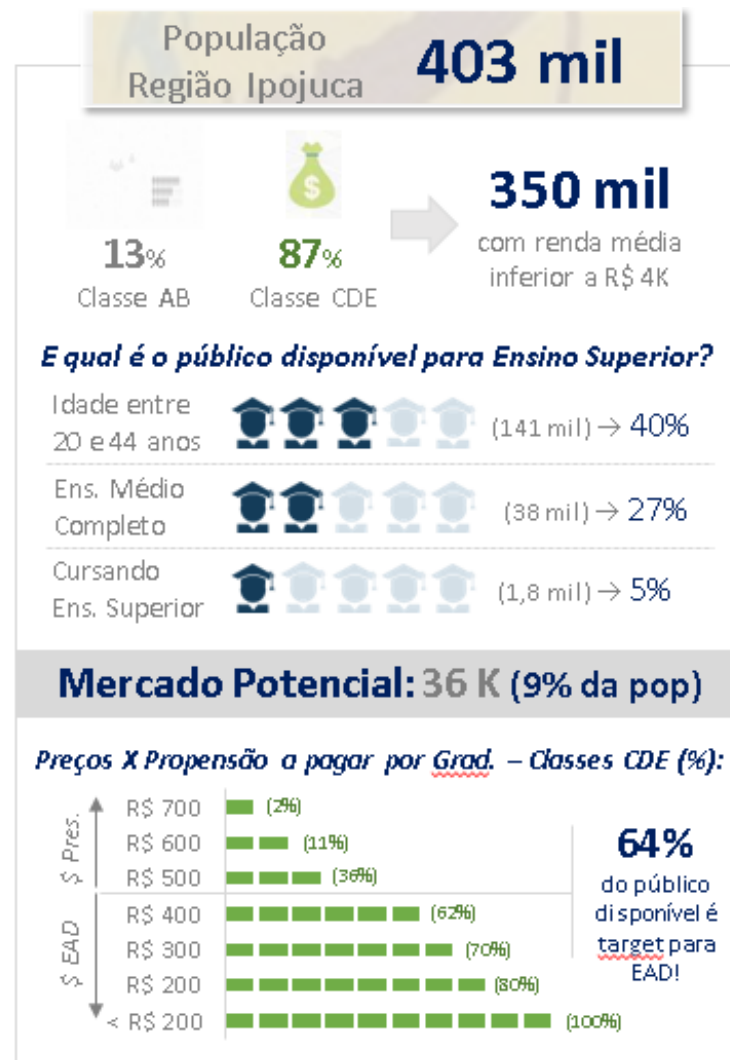 População
Região Ipojuca
403 mil
$
13%
Classe AB
87%
Classe CDE
350 mil
com renda média
inferior a R$ 4K
E qual é o público disponível para Ensino Superior?
Idade entre
20 e 44 anos
(141 mil) → 40%
Ens. Médio
Completo
(38 mil) → 27%
Cursando
Ens. Superior
(1,8 mil) → 5%
Mercado Potencial: 36 K (9% da pop)
Preços X Propensão a pagar por Grad. – Classes CDE (%):
$ Pres.
R$ 700 (2%)
R$ 600 (11%)
R$ 500 (36%)
$ EAD
R$ 400 (62%)
R$ 300 (70%)
R$ 200 (80%)
< R$ 200 (100%)
64%
do público
disponível é
target para
EAD!